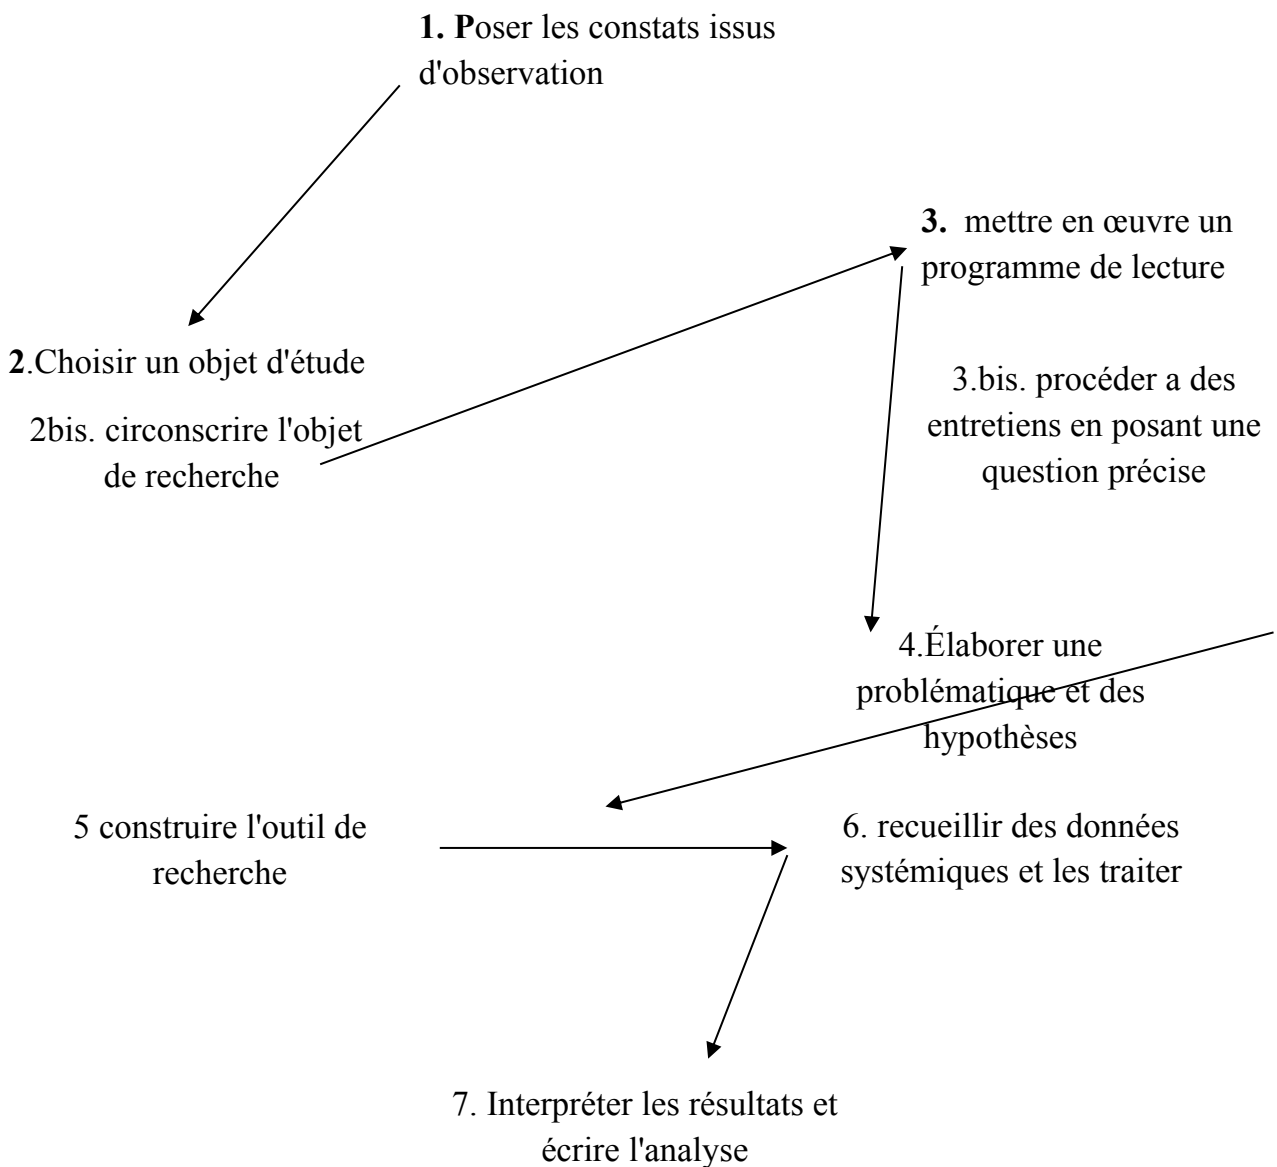 1. Poser les constats issus
d'observation
2.Choisir un objet d'étude
2bis. circonscrire l'objet
de recherche
3. mettre en œuvre un
programme de lecture
3.bis. procéder a des
entretiens en posant une
question précise
4.Élaborer une
problématique et des
hypothèses
5 construire l'outil de
recherche
6. recueillir des données
systémiques et les traiter
7. Interpréter les résultats et
écrire l'analyse